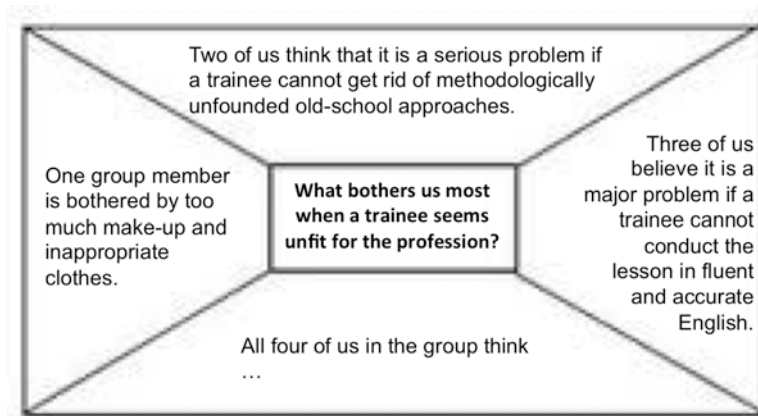 Two of us think that it is a serious problem if
a trainee cannot get rid of methodologically
unfounded old-school approaches.
One group member
is bothered by too
much make-up and
inappropriate
clothes.
What bothers us most
when a trainee seems
unfit for the profession?
Three of us
believe it is a
major problem if a
trainee cannot
conduct the
lesson in fluent
and accurate
English.
All four of us in the group think
…